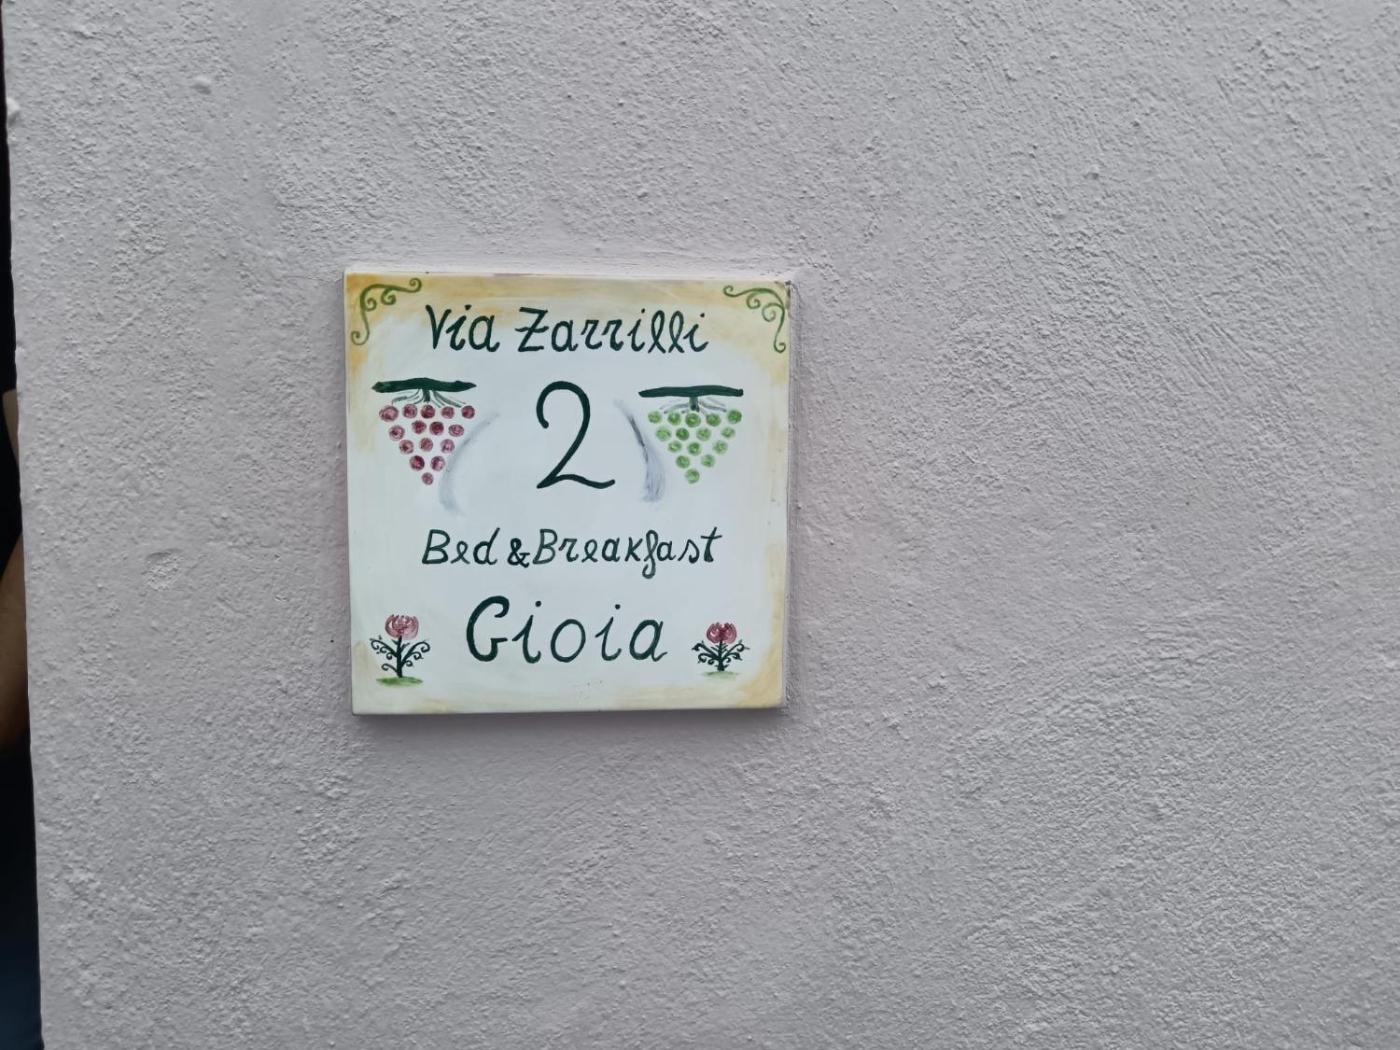 Via Zarrilli
2
Bed & Breakfast
Gioia